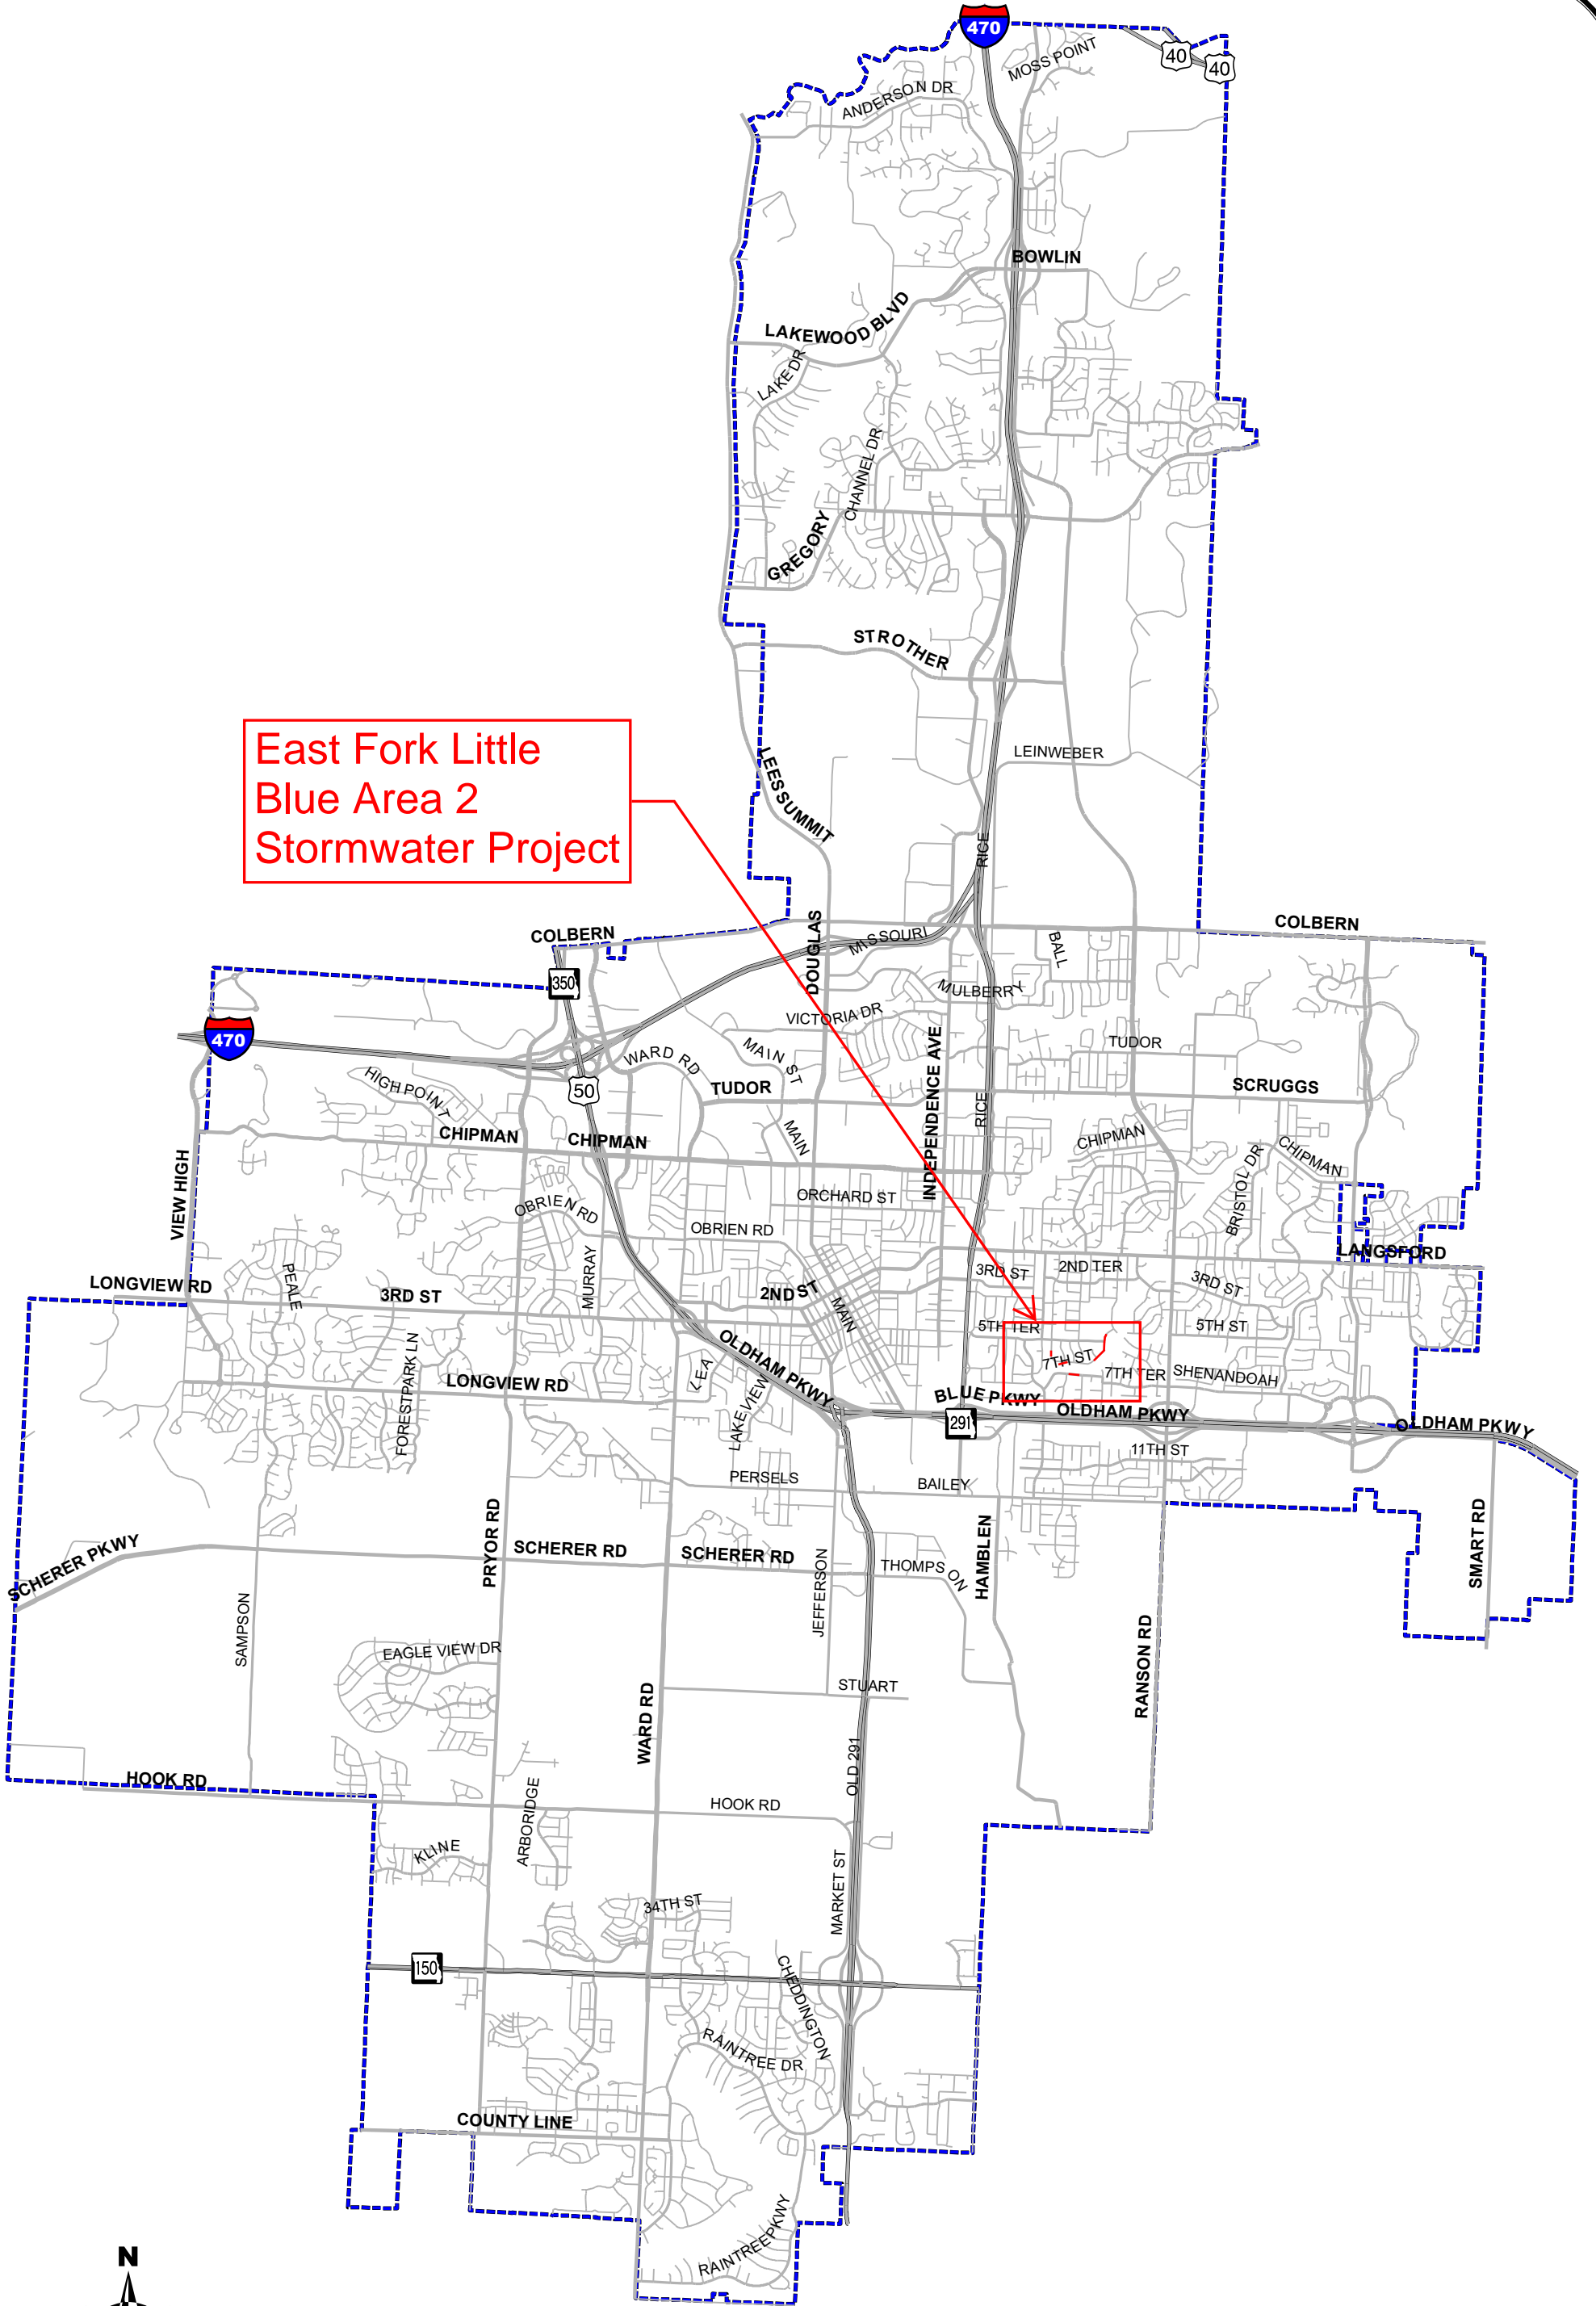 470
MOSS POINT
40
40
ANDERSON DR
BOWLIN
LAKEWOOD BLVD
LAKE DR
CHANNEL DR
GREGORY
STROTHER
East Fork Little
Blue Area 2
Stormwater Project
LEINWEBER
LEES SUMMIT
RICE
COLBERN
COLBERN
DOUGLAS
MISSOURI
BALL
350
MULBERRY
VICTORIA DR
470
INDEPENDENCE AVE
TUDOR
WARD RD
MAIN ST
HIGH POINT
50
TUDOR
SCRUGGS
RICE
CHIPMAN
CHIPMAN
MAIN
CHIPMAN
CHIPMAN
VIEW HIGH
ORCHARD ST
BRISTOL DR
OBRIEN RD
OBRIEN RD
LANGSFORD
MURRAY
PEALE
LONGVIEW RD
3RD ST
2ND ST
MAIN
3RD ST
2ND TER
3RD ST
5TH TER
5TH ST
FORESTPARK LN
OLDHAM PKWY
7TH ST
7TH TER
SHENANDOAH
LEA
LONGVIEW RD
LAKEVIEW
BLUE PKWY
291
OLDHAM PKWY
OLDHAM PKWY
11TH ST
PERSELS
BAILEY
PRYOR RD
SCHERER PKWY
SCHERER RD
SCHERER RD
JEFFERSON
THOMPSON
HAMBLEN
SMART RD
SAMPSON
RANSON RD
EAGLE VIEW DR
WARD RD
STUART
OLD 291
HOOK RD
HOOK RD
ARBORIDGE
KLINE
MARKET ST
34TH ST
150
CHEDDINGTON
RAINTREE DR
COUNTY LINE
RAINTREE PKWY
N